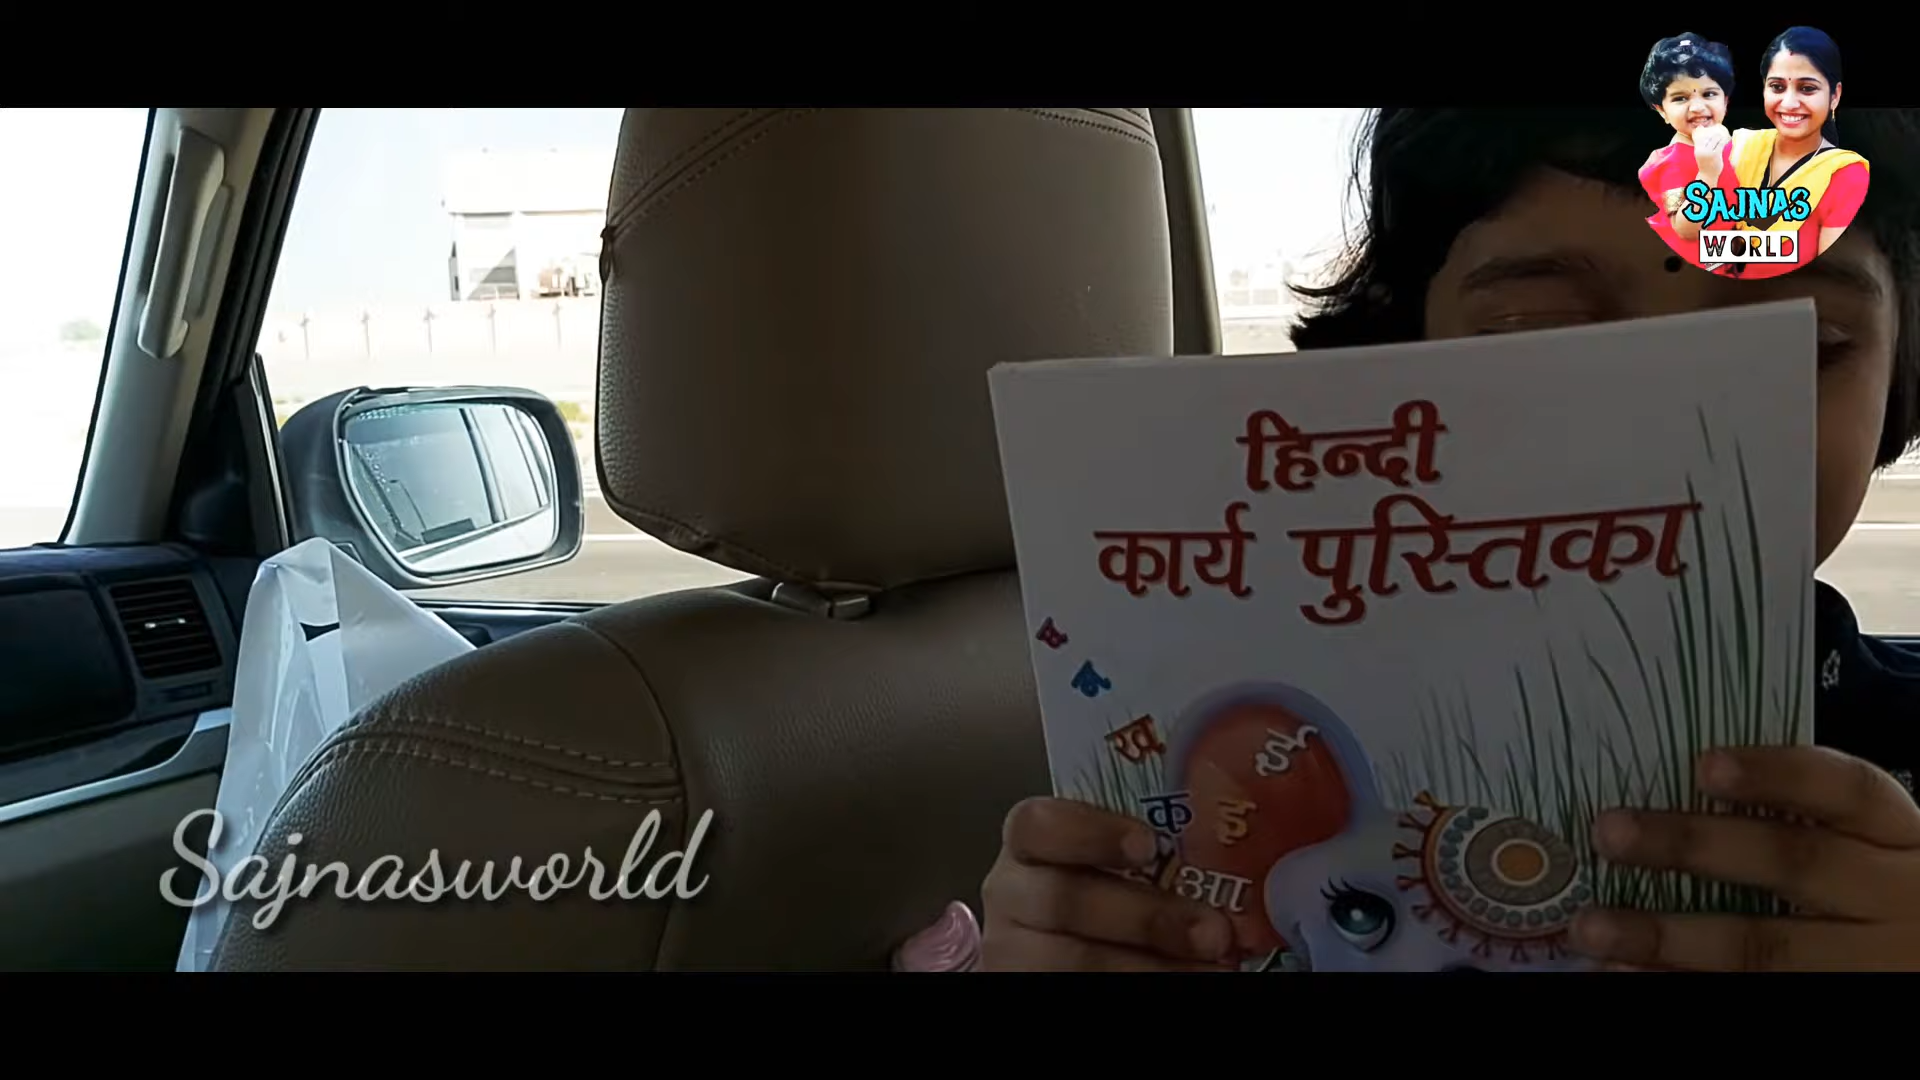 SAJNAS
WORLD
हिन्दी
कार्य पुस्तिका
ख
क इ
आ
Sajnasworld